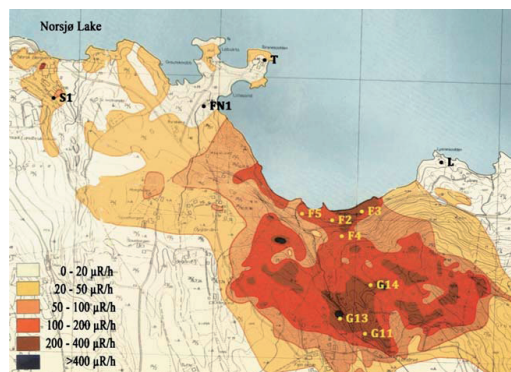 Norsjø Lake
T
S1
FN1
L
F5
F3
F2
F4
G14
G13
G11
0 - 20 µR/h
20 - 50 µR/h
50 - 100 µR/h
100 - 200 µR/h
200 - 400 µR/h
>400 µR/h